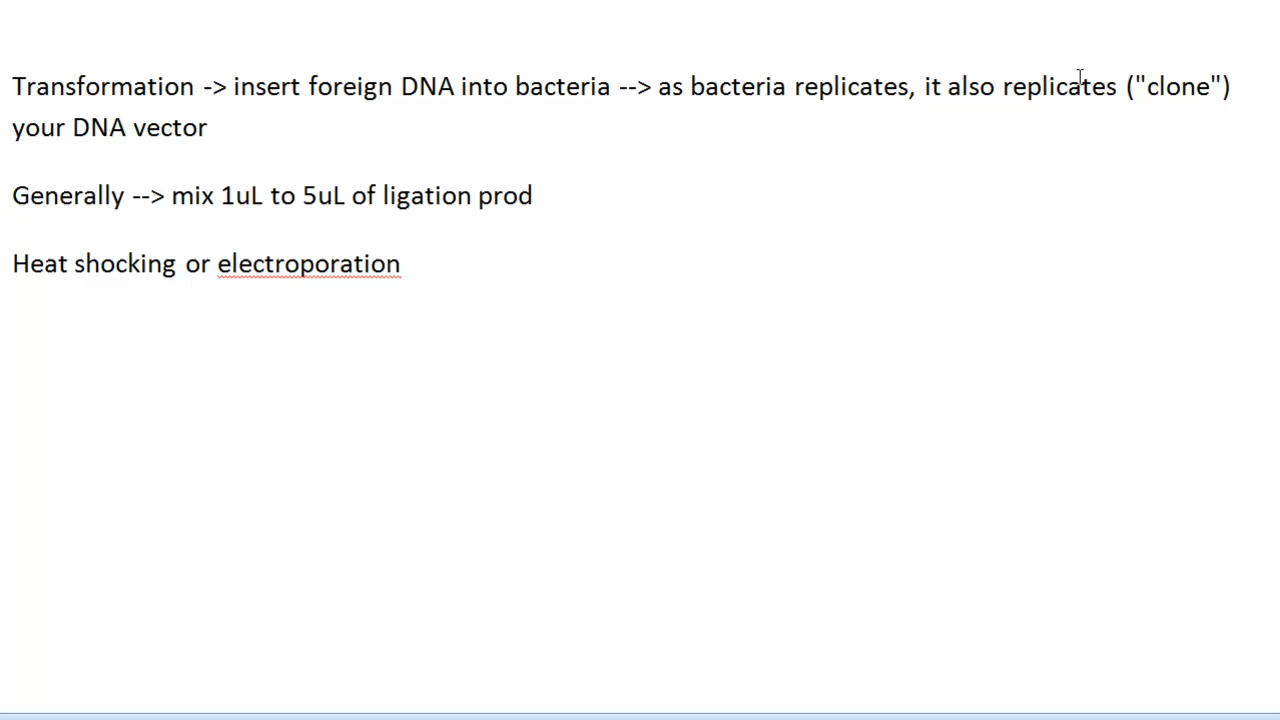 Transformation -> insert foreign DNA into bacteria --> as bacteria replicates, it also replicates ("clone")
your DNA vector
Generally --> mix 1uL to 5uL of ligation prod
Heat shocking or electroporation